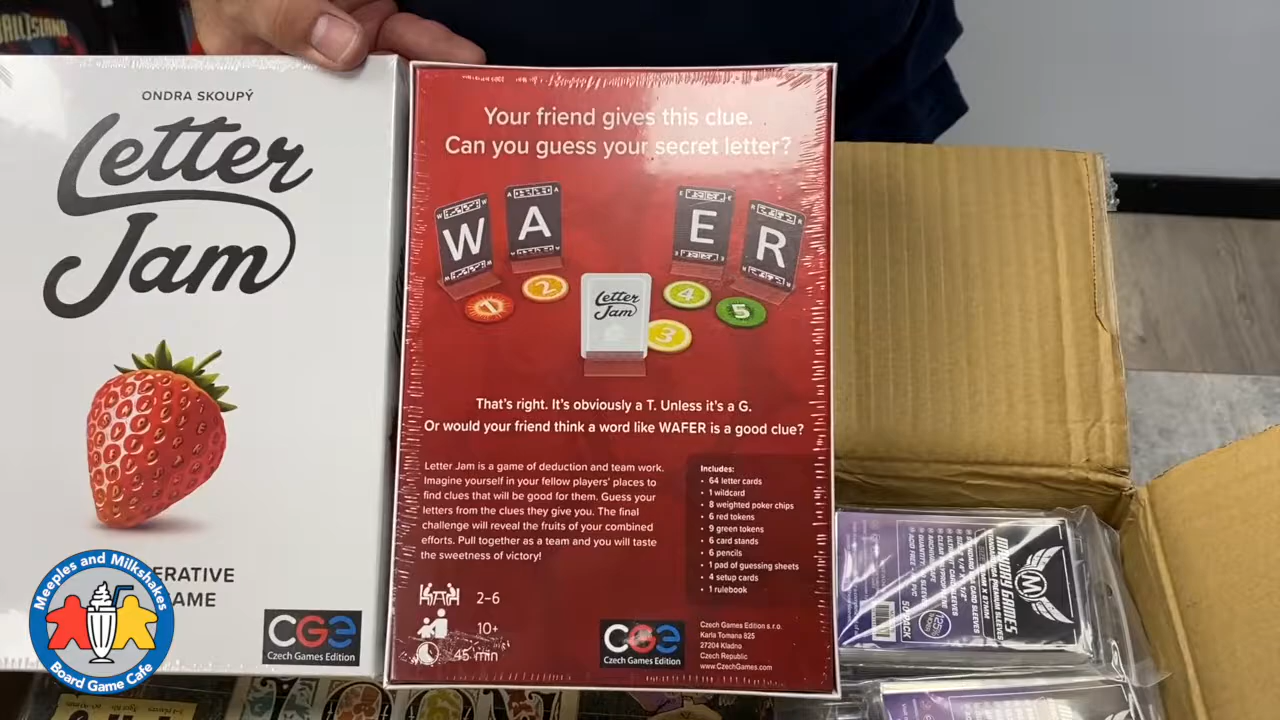 ONDRA SKOUPÝ
Letter
Jam
ERATIVE
AME
CGE
Czech Games Edition
Meeples and Milkshakes
Board Game Cafe
Your friend gives this clue.
Can you guess your secret letter?
W A E R
1 2 3 4 5
Letter
Jam
That's right. It's obviously a T. Unless it's a G.
Or would your friend think a word like WAFER is a good clue?
Letter Jam is a game of deduction and team work.
Imagine yourself in your fellow players' places to
find clues that will be good for them. Guess your
letters from the clues they give you. The final
challenge will reveal the fruits of your combined
efforts. Pull together as a team and you will taste
the sweetness of victory!
Includes:
• 64 letter cards
• 1 wildcard
• 8 weighted poker chips
• 6 red tokens
• 9 green tokens
• 6 card stands
• 6 pencils
• 1 pad of guessing sheets
• 4 setup cards
• 1 rulebook
2-6
10+
45 min
CGE
Czech Games Edition
Czech Games Edition s.r.o.
Karla Tomana 825
27204 Kladno
Czech Republic
www.CzechGames.com
MAYDAY GAMES
50 PACK